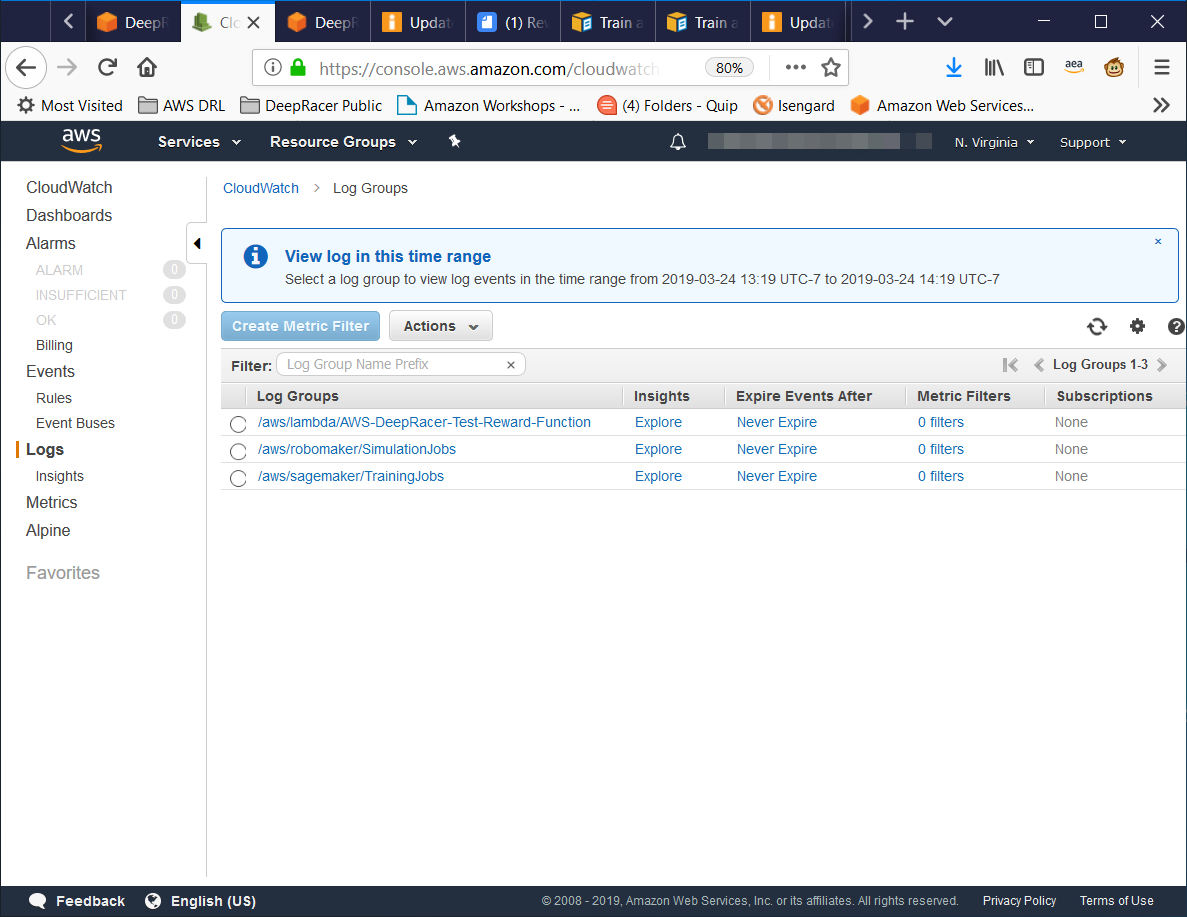 DeepR
Clo
DeepR
Updat
(1) Re
Train a
Train a
Updat
https://console.aws.amazon.com/cloudwatch
80%
aea
Most Visited
AWS DRL
DeepRacer Public
Amazon Workshops - ...
(4) Folders - Quip
Isengard
Amazon Web Services...
aws
Services
Resource Groups
N. Virginia
Support
CloudWatch
Dashboards
Alarms
ALARM 0
INSUFFICIENT 0
OK 0
Billing
Events
Rules
Event Buses
Logs
Insights
Metrics
Alpine
Favorites
CloudWatch > Log Groups
View log in this time range
×
Select a log group to view log events in the time range from 2019-03-24 13:19 UTC-7 to 2019-03-24 14:19 UTC-7
Create Metric Filter
Actions
Filter: Log Group Name Prefix ×
Log Groups 1-3
Log Groups Insights Expire Events After Metric Filters Subscriptions
/aws/lambda/AWS-DeepRacer-Test-Reward-Function Explore Never Expire 0 filters None
/aws/robomaker/SimulationJobs Explore Never Expire 0 filters None
/aws/sagemaker/TrainingJobs Explore Never Expire 0 filters None
Feedback
English (US)
© 2008 - 2019, Amazon Web Services, Inc. or its affiliates. All rights reserved.
Privacy Policy
Terms of Use